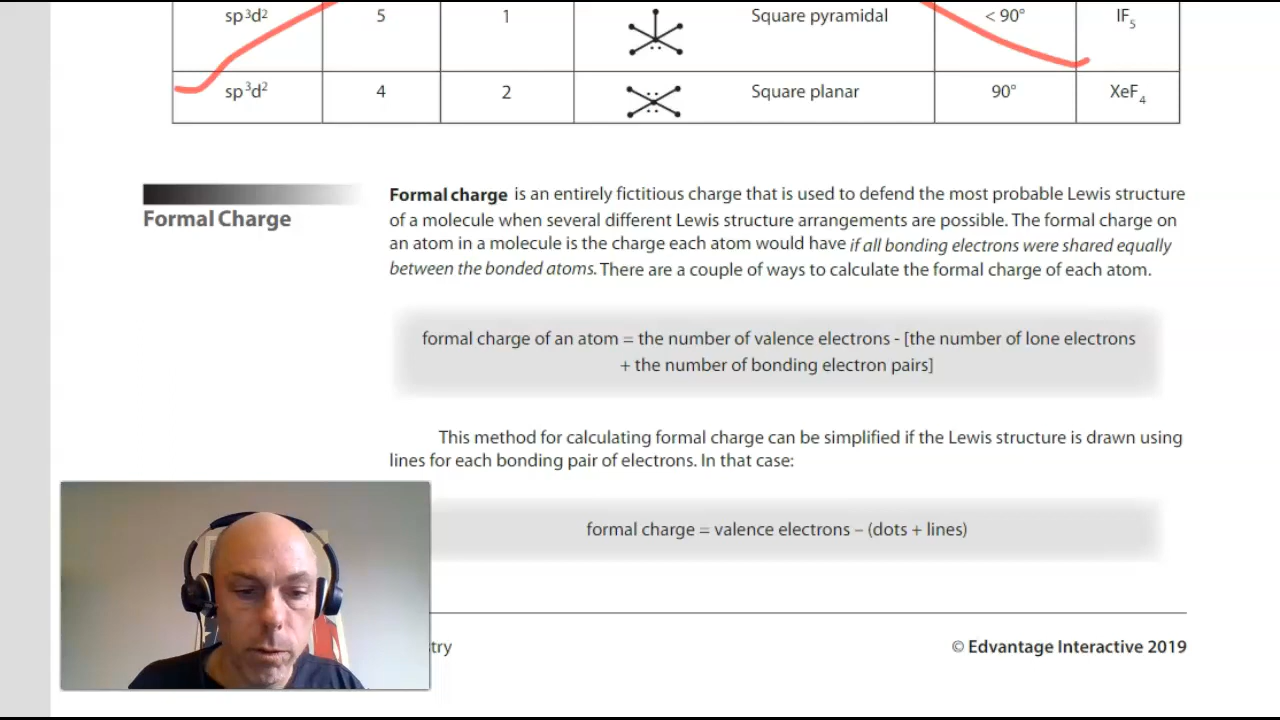 sp³d² 5 1 Square pyramidal < 90° IF₅
sp³d² 4 2 Square planar 90° XeF₄
Formal Charge
Formal charge is an entirely fictitious charge that is used to defend the most probable Lewis structure
of a molecule when several different Lewis structure arrangements are possible. The formal charge on
an atom in a molecule is the charge each atom would have if all bonding electrons were shared equally
between the bonded atoms. There are a couple of ways to calculate the formal charge of each atom.
formal charge of an atom = the number of valence electrons - [the number of lone electrons
+ the number of bonding electron pairs]
This method for calculating formal charge can be simplified if the Lewis structure is drawn using
lines for each bonding pair of electrons. In that case:
formal charge = valence electrons – (dots + lines)
© Edvantage Interactive 2019